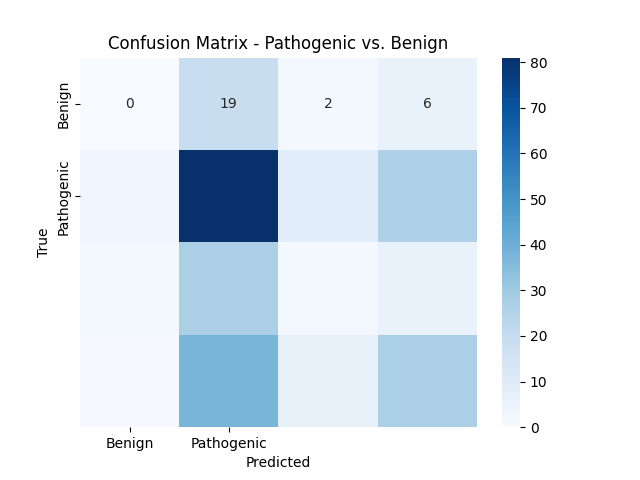 Confusion Matrix - Pathogenic vs. Benign
Benign
Pathogenic
True
0 19 2 6
Benign Pathogenic
Predicted
80
70
60
50
40
30
20
10
0